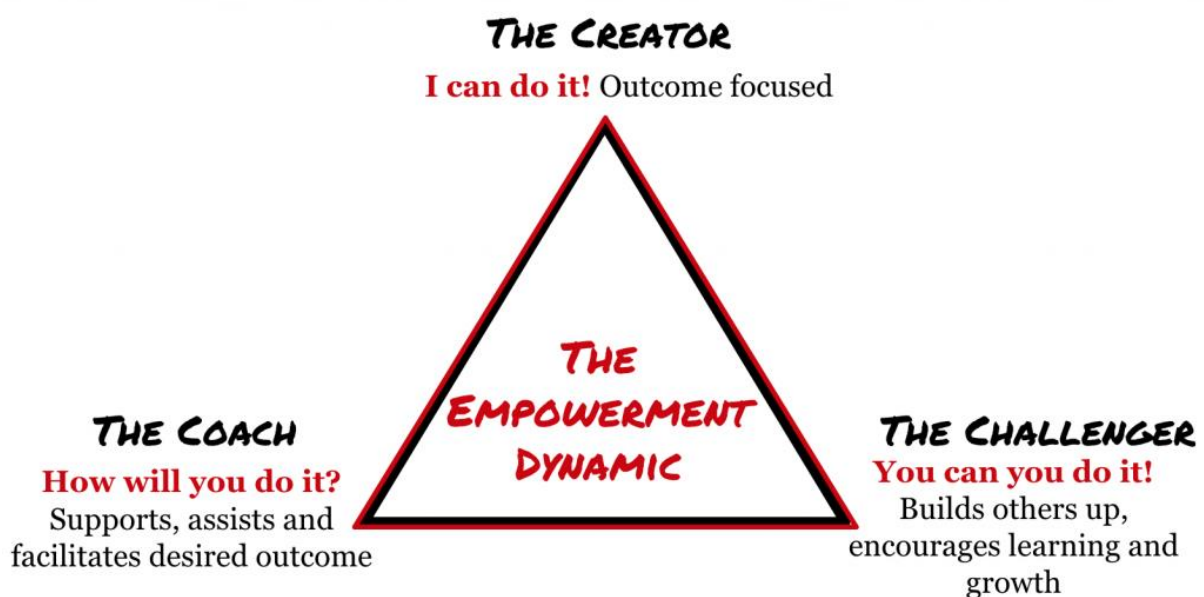 THE CREATOR
I can do it! Outcome focused
THE
EMPOWERMENT
DYNAMIC
THE COACH
How will you do it?
Supports, assists and
facilitates desired outcome
THE CHALLENGER
You can you do it!
Builds others up,
encourages learning and
growth